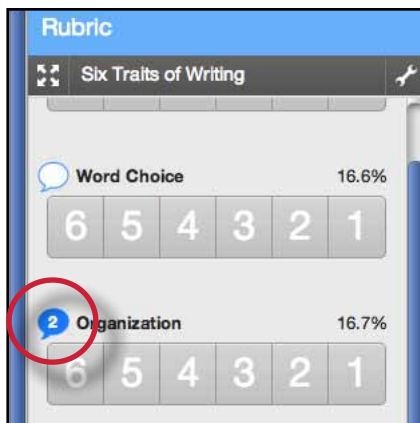 Rubric
Six Traits of Writing
Word Choice 16.6%
6 5 4 3 2 1
2 Organization 16.7%
6 5 4 3 2 1